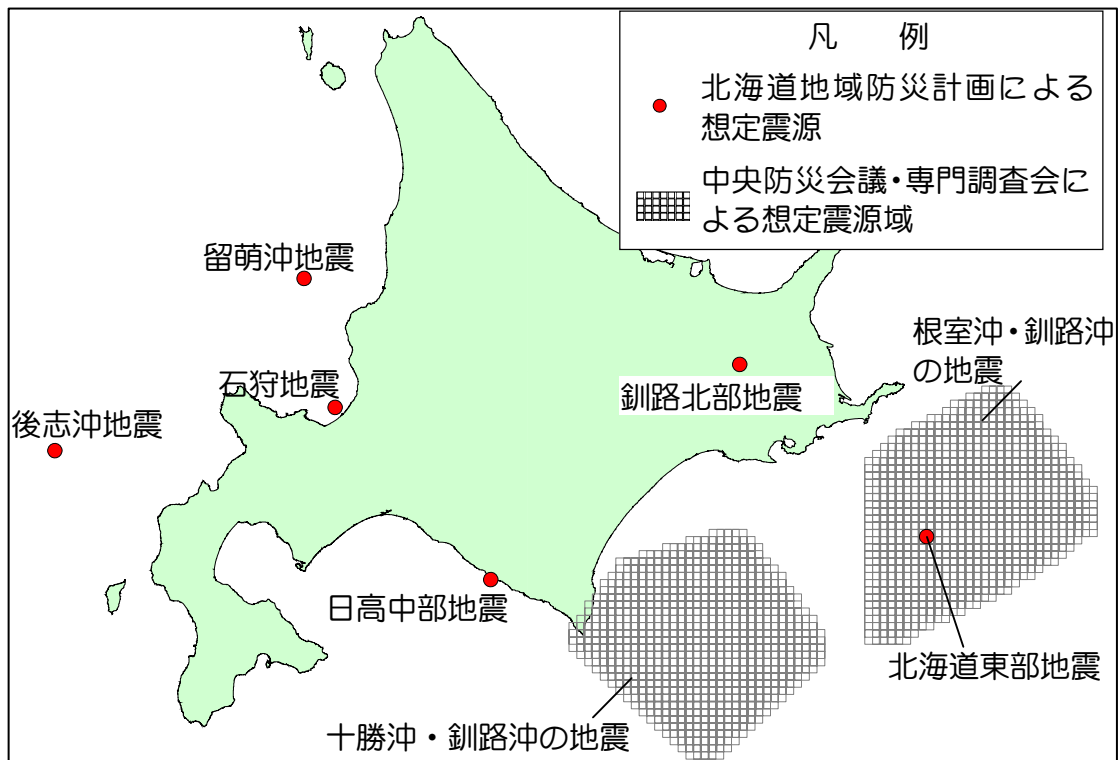 凡 例
北海道地域防災計画による
想定震源
中央防災会議・専門調査会に
よる想定震源域
留萌沖地震
根室沖・釧路沖
の地震
石狩地震
釧路北部地震
後志沖地震
日高中部地震
北海道東部地震
十勝沖・釧路沖の地震